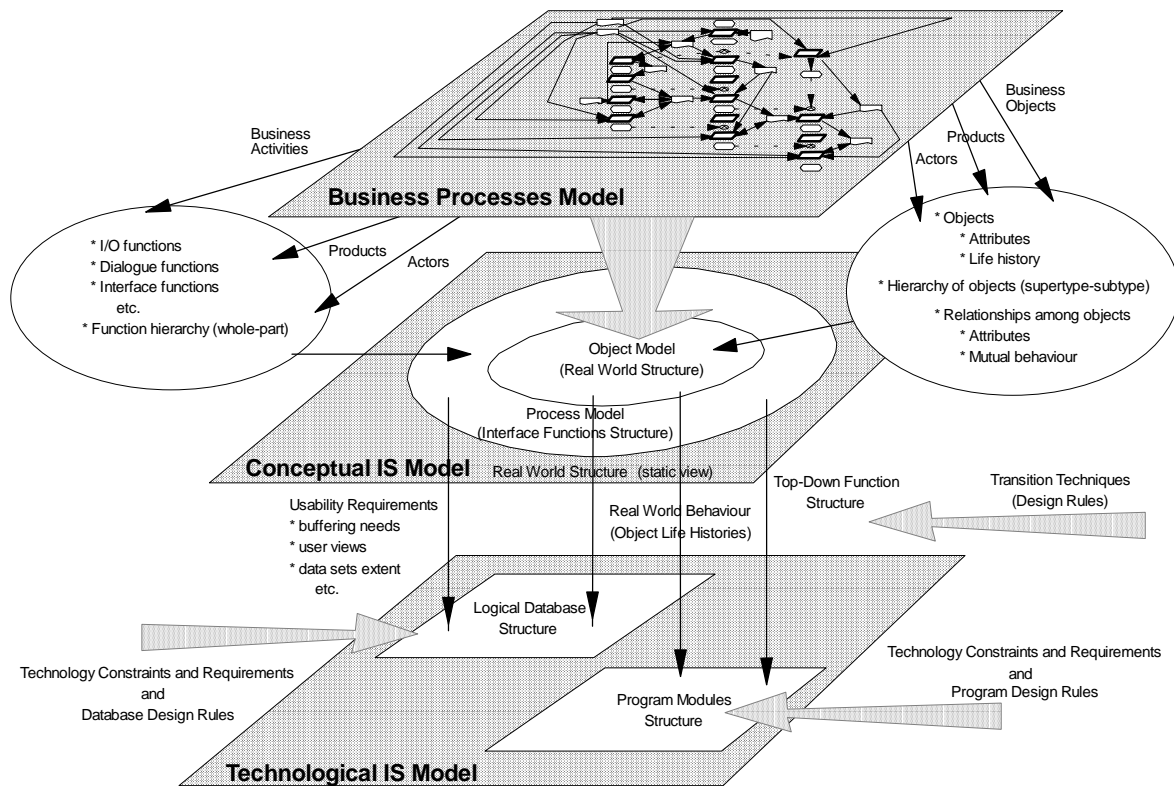 Business
Activities
Business
Objects
Products
Actors
Business Processes Model
* I/O functions
* Dialogue functions
* Interface functions
etc.
* Function hierarchy (whole-part)
Products
Actors
* Objects
* Attributes
* Life history
* Hierarchy of objects (supertype-subtype)
* Relationships among objects
* Attributes
* Mutual behaviour
Object Model
(Real World Structure)
Process Model
(Interface Functions Structure)
Conceptual IS Model
Real World Structure (static view)
Usability Requirements
* buffering needs
* user views
* data sets extent
etc.
Real World Behaviour
(Object Life Histories)
Top-Down Function
Structure
Transition Techniques
(Design Rules)
Logical Database
Structure
Technology Constraints and Requirements
and
Database Design Rules
Program Modules
Structure
Technology Constraints and Requirements
and
Program Design Rules
Technological IS Model